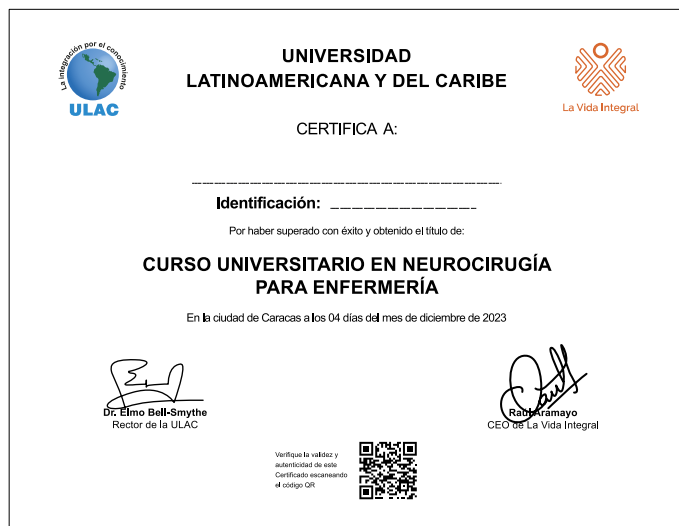 La integración por el conocimiento
ULAC
UNIVERSIDAD
LATINOAMERICANA Y DEL CARIBE
La Vida Integral
CERTIFICA A:
Identificación:
Por haber superado con éxito y obtenido el título de:
CURSO UNIVERSITARIO EN NEUROCIRUGÍA
PARA ENFERMERÍA
En la ciudad de Caracas a los 04 días del mes de diciembre de 2023
Dr. Elmo Bell-Smythe
Rector de la ULAC
Raúl Aramayo
CEO de La Vida Integral
Verifique la validez y
autenticidad de este
Certificado escaneando
el código QR